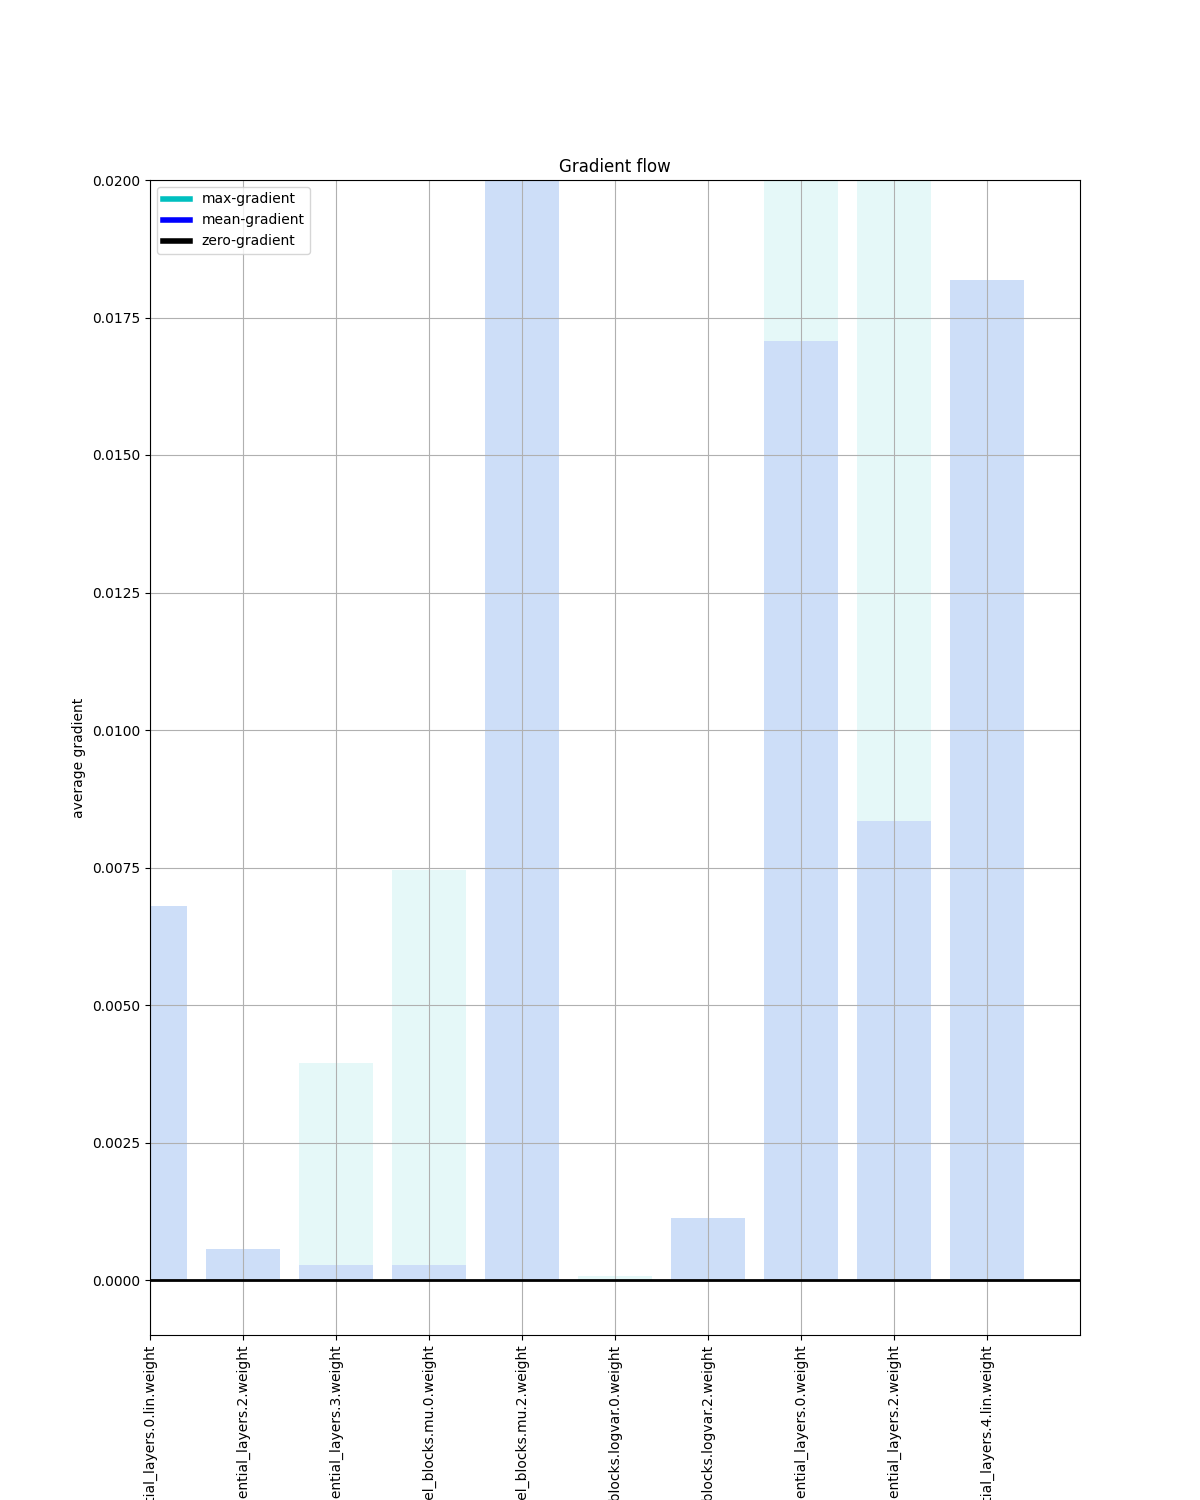 Gradient flow
max-gradient
mean-gradient
zero-gradient
0.0200
0.0175
0.0150
0.0125
0.0100
0.0075
0.0050
0.0025
0.0000
average gradient
tial_layers.0.lin.weight
ential_layers.2.weight
ential_layers.3.weight
el_blocks.mu.0.weight
el_blocks.mu.2.weight
blocks.logvar.0.weight
blocks.logvar.2.weight
ential_layers.0.weight
ential_layers.2.weight
tial_layers.4.lin.weight